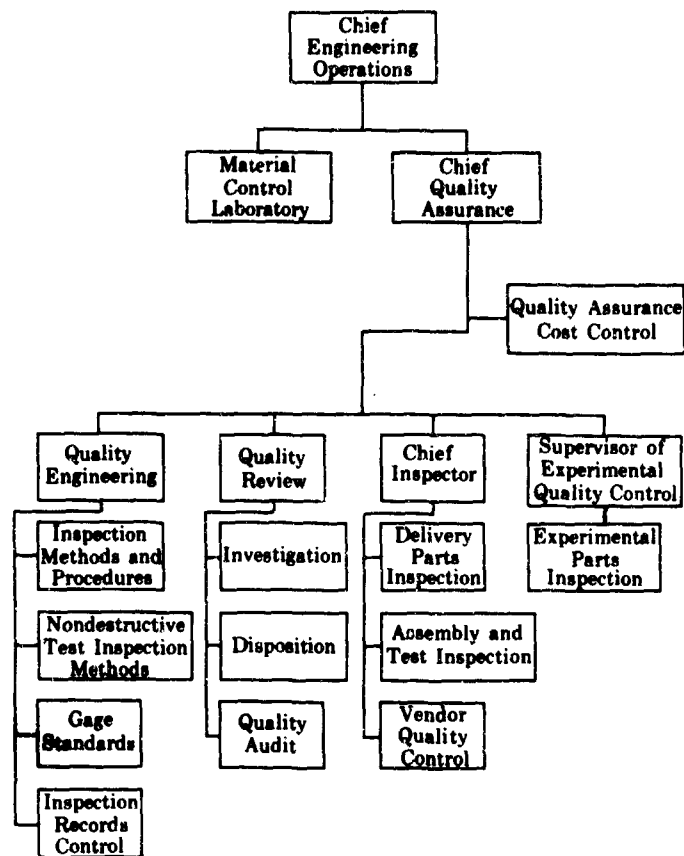 Chief
Engineering
Operations
Material
Control
Laboratory
Chief
Quality
Assurance
Quality Assurance
Cost Control
Quality
Engineering
Quality
Review
Chief
Inspector
Supervisor of
Experimental
Quality Control
Inspection
Methods and
Procedures
Investigation
Delivery
Parts
Inspection
Experimental
Parts
Inspection
Nondestructive
Test Inspection
Methods
Disposition
Assembly and
Test Inspection
Gage
Standards
Quality
Audit
Vendor
Quality
Control
Inspection
Records
Control